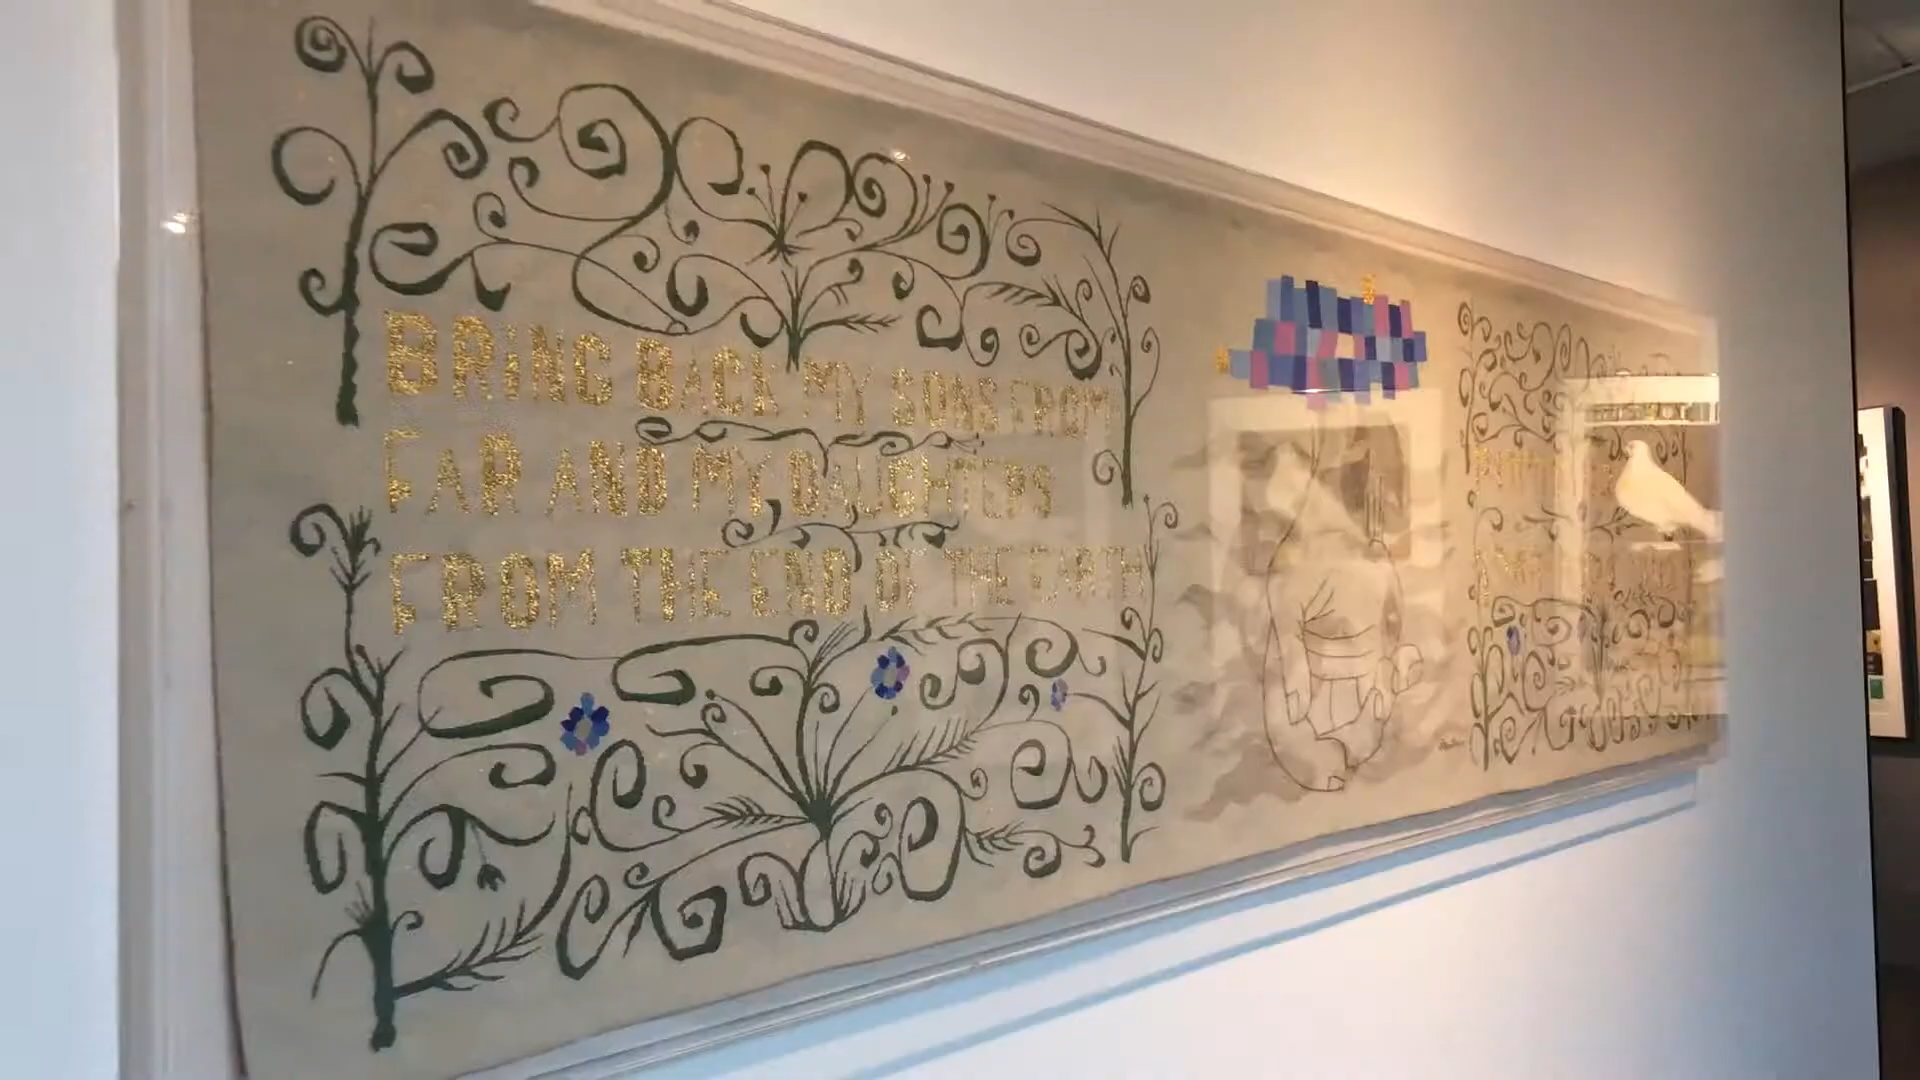 BRiNG BACK MY SONS FROM
FAR AND MY DAUGHTERS
FROM THE END OF THE EARTH